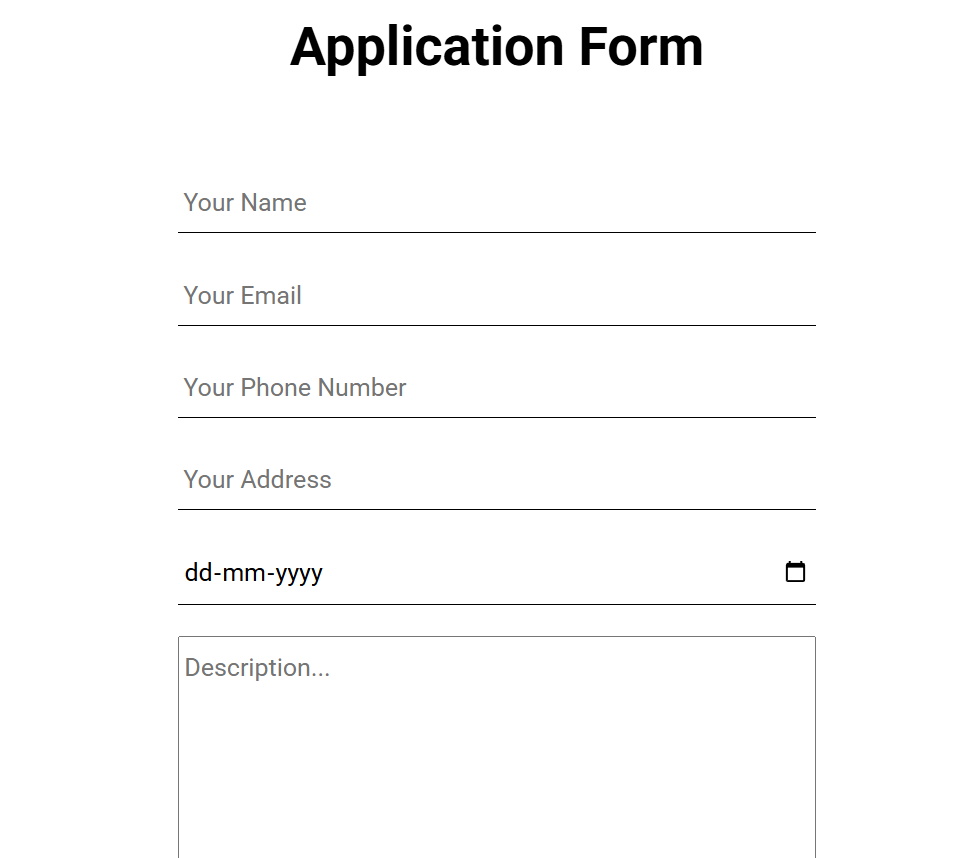 Application Form
Your Name
Your Email
Your Phone Number
Your Address
dd-mm-yyyy
Description...